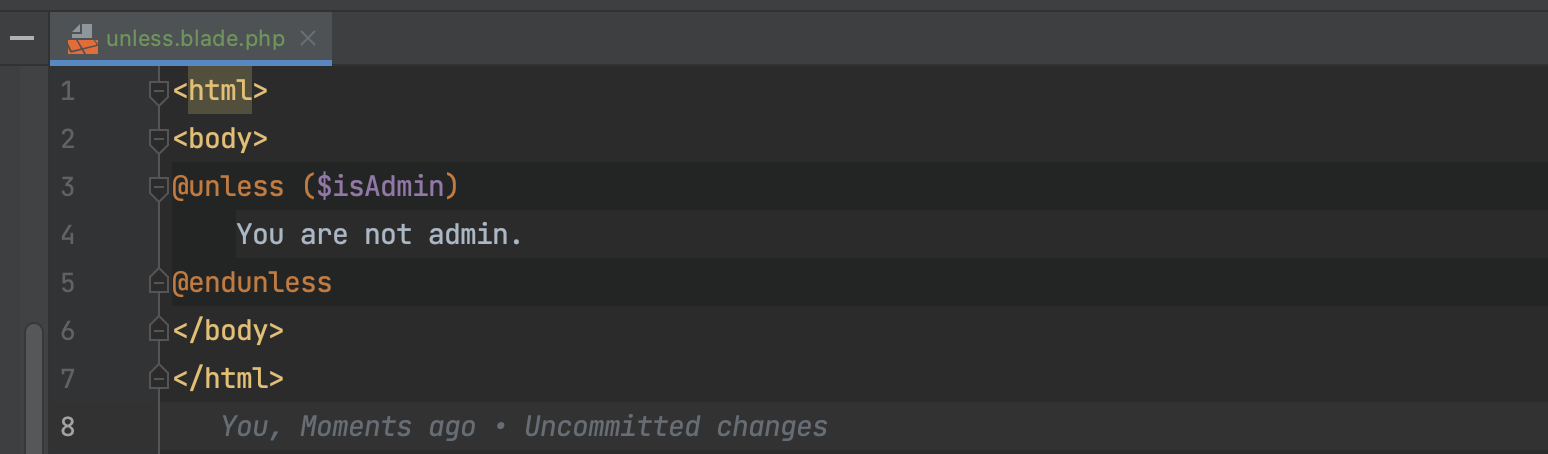 unless.blade.php
1 <html>
2 <body>
3 @unless ($isAdmin)
4     You are not admin.
5 @endunless
6 </body>
7 </html>
8 You, Moments ago • Uncommitted changes